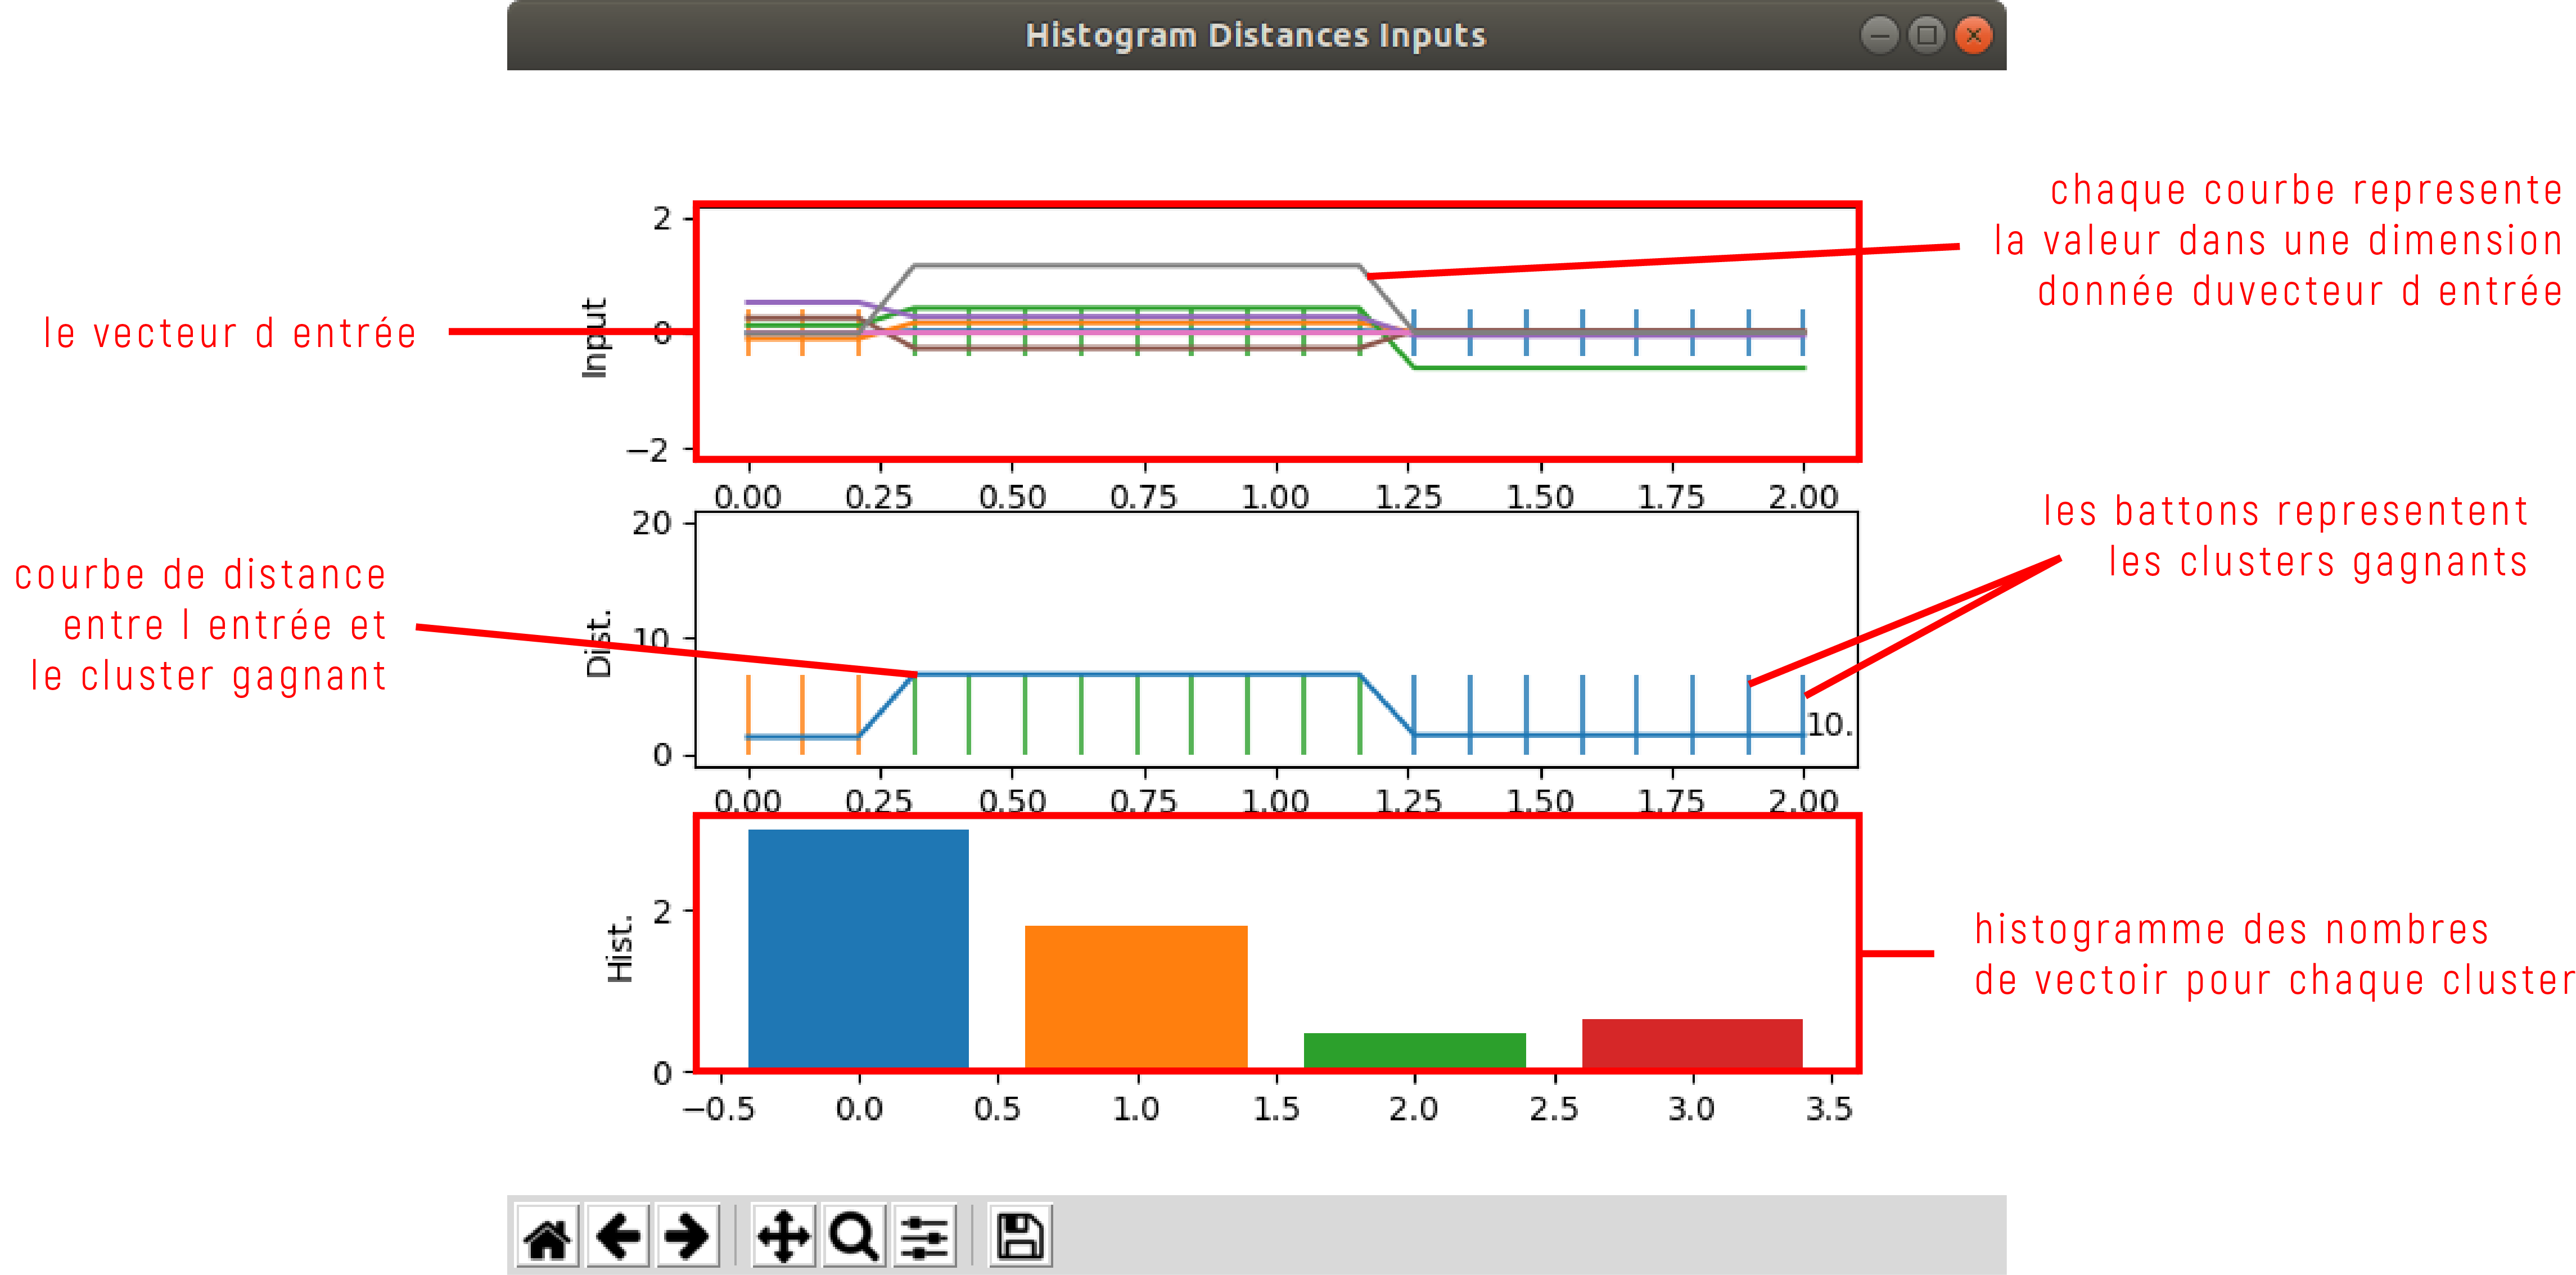 Histogram Distances Inputs
chaque courbe represente
la valeur dans une dimension
donnée duvecteur d entrée
le vecteur d entrée
Input
2
0
−2
0.00 0.25 0.50 0.75 1.00 1.25 1.50 1.75 2.00
les battons representent
les clusters gagnants
courbe de distance
entre l entrée et
le cluster gagnant
Dist.
20
10
0
10.
0.00 0.25 0.50 0.75 1.00 1.25 1.50 1.75 2.00
histogramme des nombres
de vectoir pour chaque cluster
Hist.
2
0
−0.5 0.0 0.5 1.0 1.5 2.0 2.5 3.0 3.5